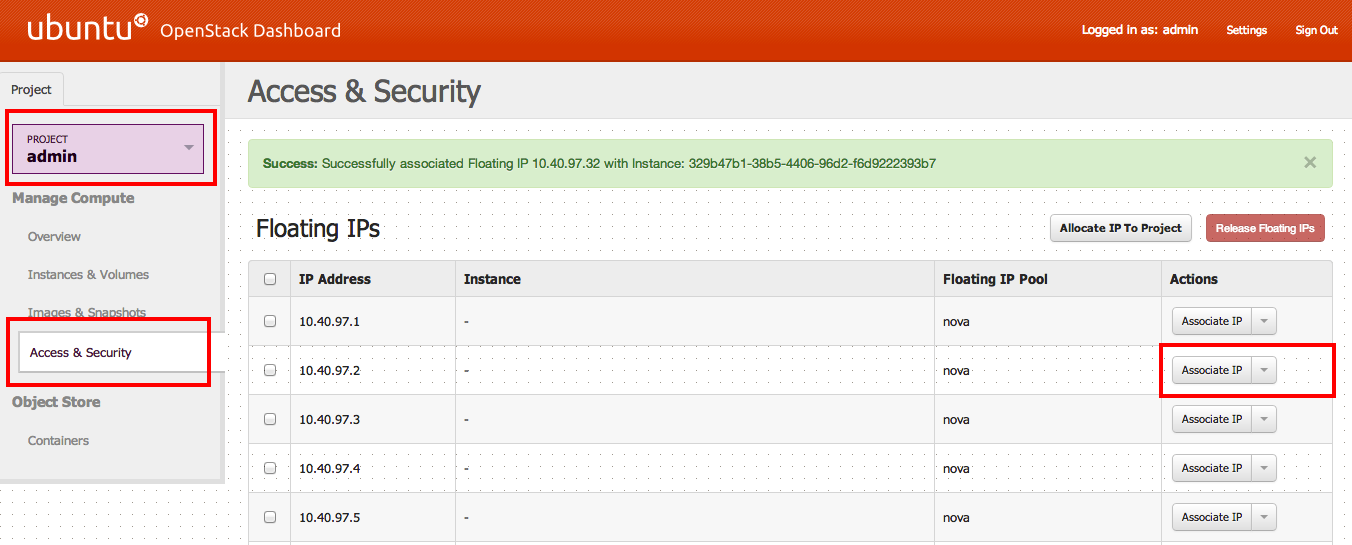 ubuntu OpenStack Dashboard
Logged in as: admin Settings Sign Out
Project
PROJECT
admin
Manage Compute
Overview
Instances & Volumes
Images & Snapshots
Access & Security
Object Store
Containers
Access & Security
Success: Successfully associated Floating IP 10.40.97.32 with Instance: 329b47b1-38b5-4406-96d2-f6d9222393b7 ×
Floating IPs
Allocate IP To Project Release Floating IPs
IP Address Instance Floating IP Pool Actions
10.40.97.1 - nova Associate IP
10.40.97.2 - nova Associate IP
10.40.97.3 - nova Associate IP
10.40.97.4 - nova Associate IP
10.40.97.5 - nova Associate IP